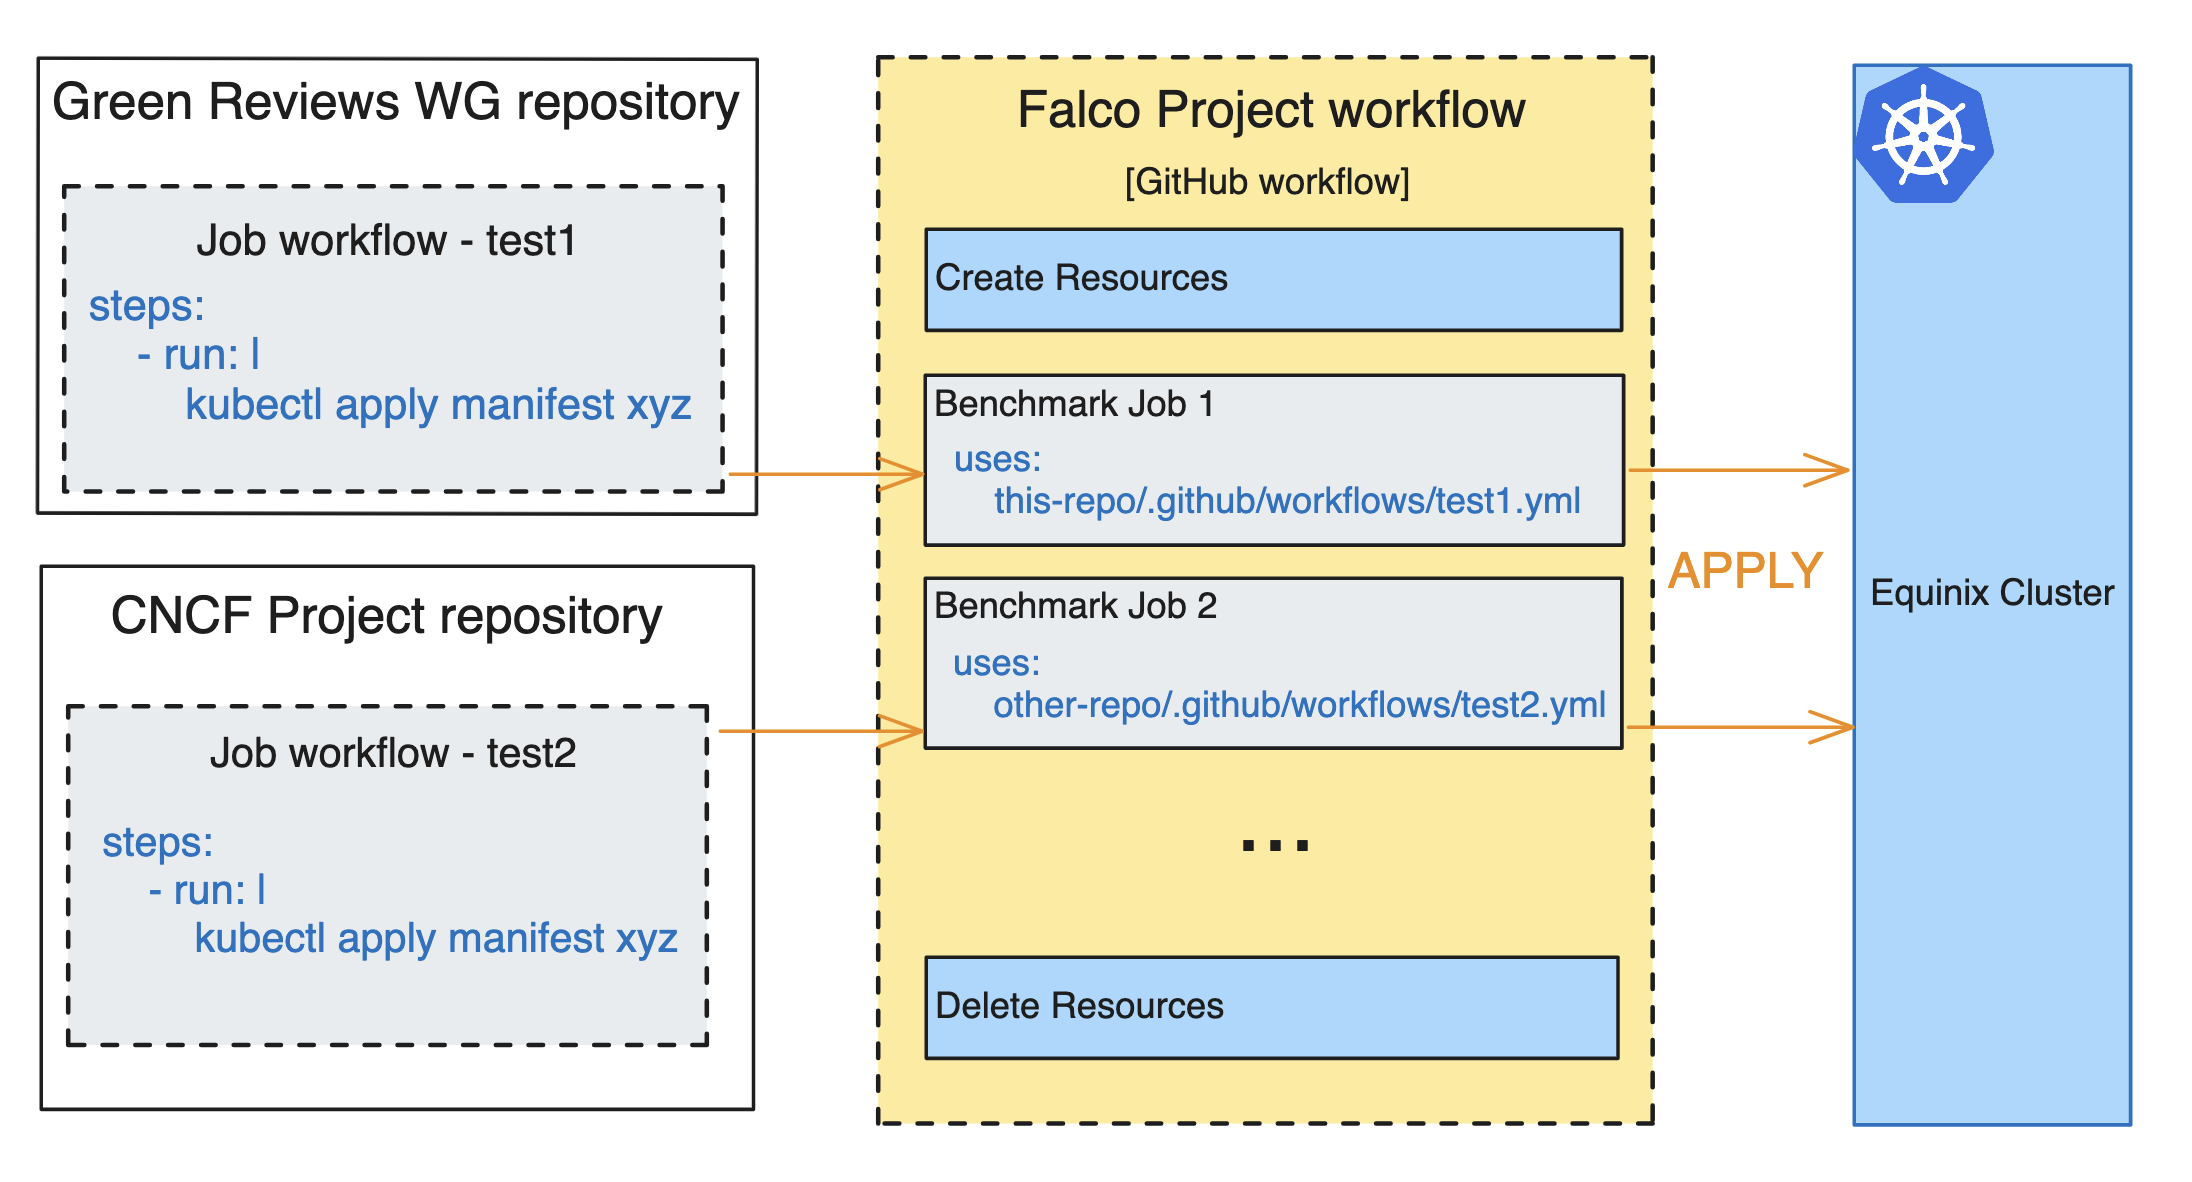 Green Reviews WG repository
Job workflow - test1
steps:
- run: |
kubectl apply manifest xyz
CNCF Project repository
Job workflow - test2
steps:
- run: |
kubectl apply manifest xyz
Falco Project workflow
[GitHub workflow]
Create Resources
Benchmark Job 1
uses:
this-repo/.github/workflows/test1.yml
Benchmark Job 2
uses:
other-repo/.github/workflows/test2.yml
...
Delete Resources
APPLY
Equinix Cluster